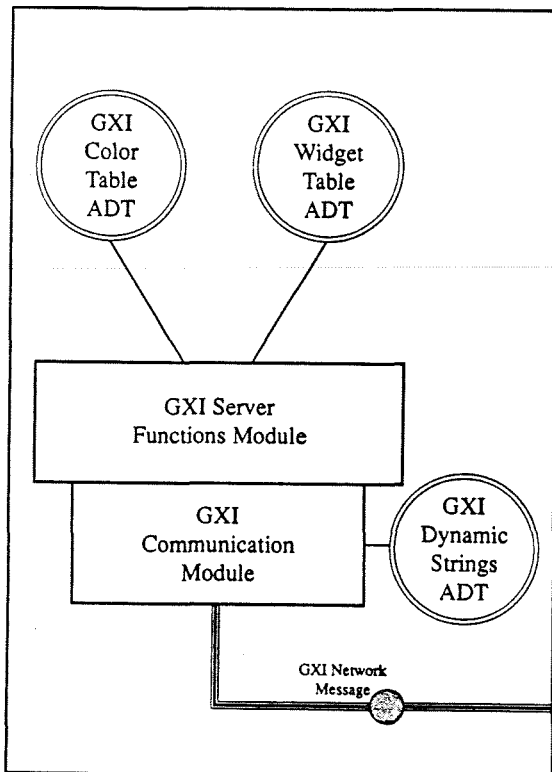 GXI
Color
Table
ADT
GXI
Widget
Table
ADT
GXI Server
Functions Module
GXI
Communication
Module
GXI
Dynamic
Strings
ADT
GXI Network
Message